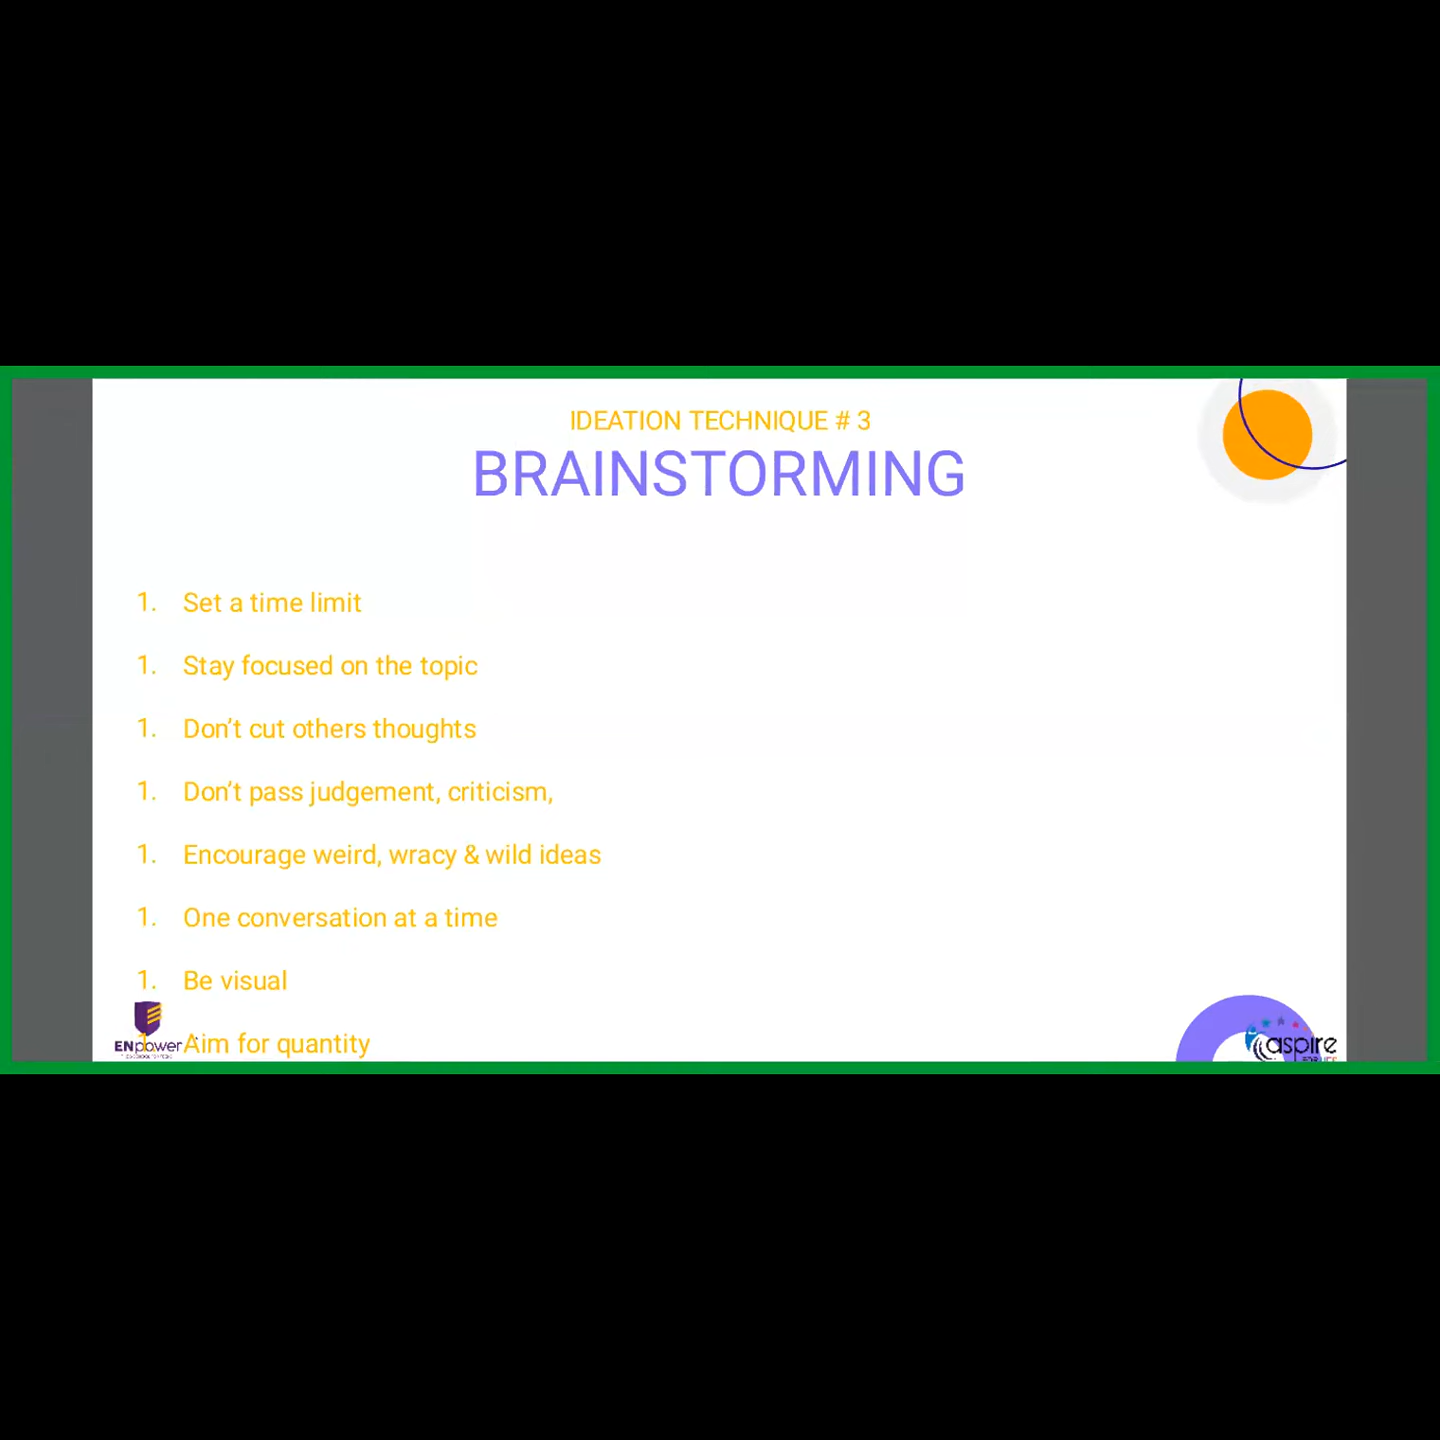 IDEATION TECHNIQUE # 3
BRAINSTORMING
1. Set a time limit
1. Stay focused on the topic
1. Don’t cut others thoughts
1. Don’t pass judgement, criticism,
1. Encourage weird, wracy & wild ideas
1. One conversation at a time
1. Be visual
1. Aim for quantity
ENpower
aspire